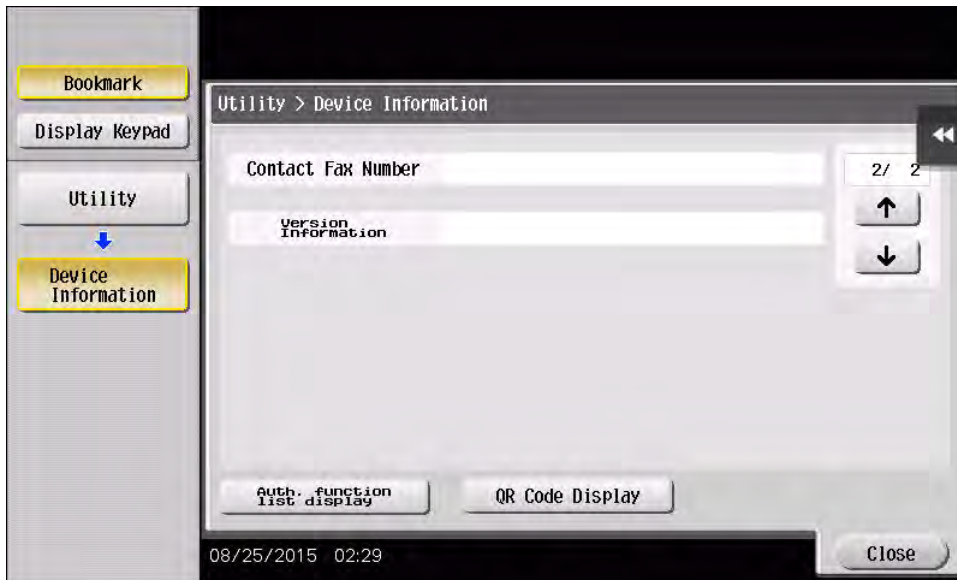 Bookmark
Display Keypad
Utility
Device
Information
Utility > Device Information
Contact Fax Number
2/ 2
Version
Information
Auth. function
list display
QR Code Display
08/25/2015 02:29
Close